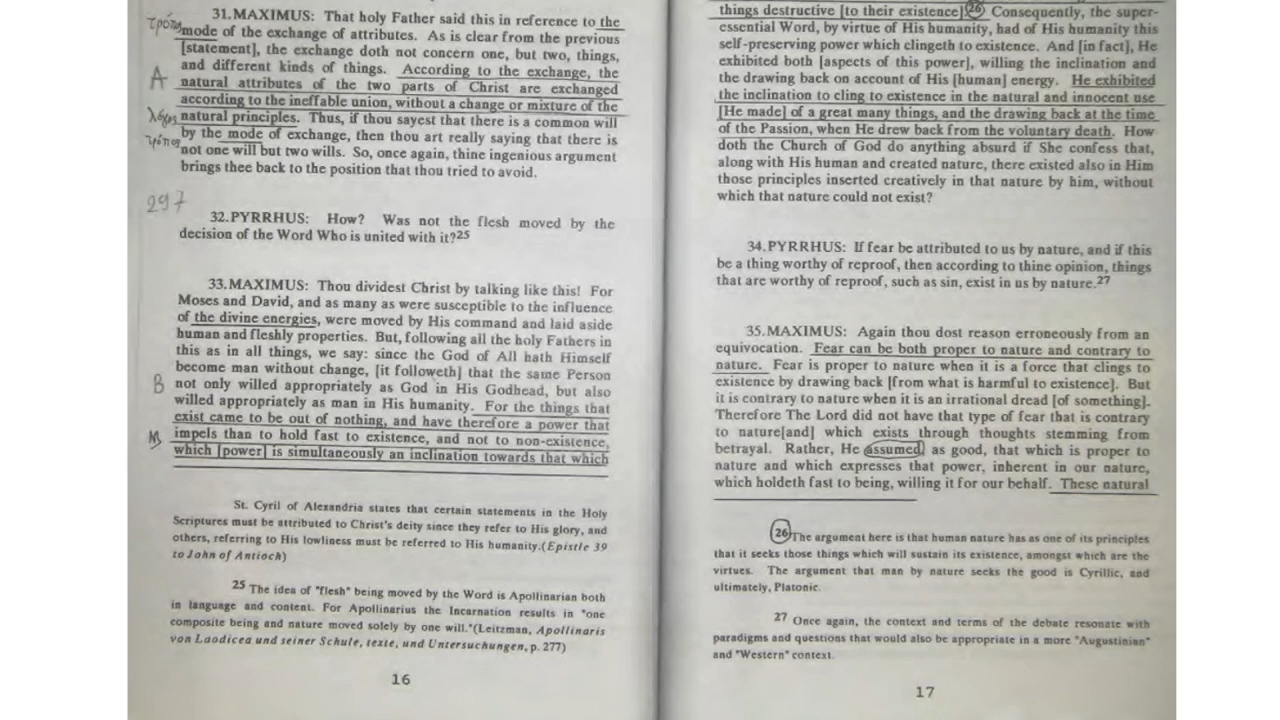 31.MAXIMUS: That holy Father said this in reference to the
τρόπος mode of the exchange of attributes. As is clear from the previous
[statement], the exchange doth not concern one, but two, things,
and different kinds of things. According to the exchange, the
A natural attributes of the two parts of Christ are exchanged
according to the ineffable union, without a change or mixture of the
λόγος natural principles. Thus, if thou sayest that there is a common will
τρόπος by the mode of exchange, then thou art really saying that there is
not one will but two wills. So, once again, thine ingenious argument
brings thee back to the position that thou tried to avoid.
297
32.PYRRHUS: How? Was not the flesh moved by the
decision of the Word Who is united with it?25
33.MAXIMUS: Thou dividest Christ by talking like this! For
Moses and David, and as many as were susceptible to the influence
of the divine energies, were moved by His command and laid aside
human and fleshly properties. But, following all the holy Fathers in
this as in all things, we say: since the God of All hath Himself
become man without change, [it followeth] that the same Person
B not only willed appropriately as God in His Godhead, but also
willed appropriately as man in His humanity. For the things that
exist came to be out of nothing, and have therefore a power that
impels than to hold fast to existence, and not to non-existence,
which [power] is simultaneously an inclination towards that which
St. Cyril of Alexandria states that certain statements in the Holy
Scriptures must be attributed to Christ's deity since they refer to His glory, and
others, referring to His lowliness must be referred to His humanity.(Epistle 39
to John of Antioch)
25 The idea of "flesh" being moved by the Word is Apollinarian both
in language and content. For Apollinarius the Incarnation results in "one
composite being and nature moved solely by one will."(Leitzman, Apollinaris
von Laodicea und seiner Schule, texte, und Untersuchungen, p. 277)
16
things destructive [to their existence]26 Consequently, the super-
essential Word, by virtue of His humanity, had of His humanity this
self-preserving power which clingeth to existence. And [in fact], He
exhibited both [aspects of this power], willing the inclination and
the drawing back on account of His [human] energy. He exhibited
the inclination to cling to existence in the natural and innocent use
[He made] of a great many things, and the drawing back at the time
of the Passion, when He drew back from the voluntary death. How
doth the Church of God do anything absurd if She confess that,
along with His human and created nature, there existed also in Him
those principles inserted creatively in that nature by him, without
which that nature could not exist?
34.PYRRHUS: If fear be attributed to us by nature, and if this
be a thing worthy of reproof, then according to thine opinion, things
that are worthy of reproof, such as sin, exist in us by nature.27
35.MAXIMUS: Again thou dost reason erroneously from an
equivocation. Fear can be both proper to nature and contrary to
nature. Fear is proper to nature when it is a force that clings to
existence by drawing back [from what is harmful to existence]. But
it is contrary to nature when it is an irrational dread [of something].
Therefore The Lord did not have that type of fear that is contrary
to nature[and] which exists through thoughts stemming from
betrayal. Rather, He assumed, as good, that which is proper to
nature and which expresses that power, inherent in our nature,
which holdeth fast to being, willing it for our behalf. These natural
26 The argument here is that human nature has as one of its principles
that it seeks those things which will sustain its existence, amongst which are the
virtues. The argument that man by nature seeks the good is Cyrillic, and
ultimately, Platonic.
27 Once again, the context and terms of the debate resonate with
paradigms and questions that would also be appropriate in a more "Augustinian"
and "Western" context.
17